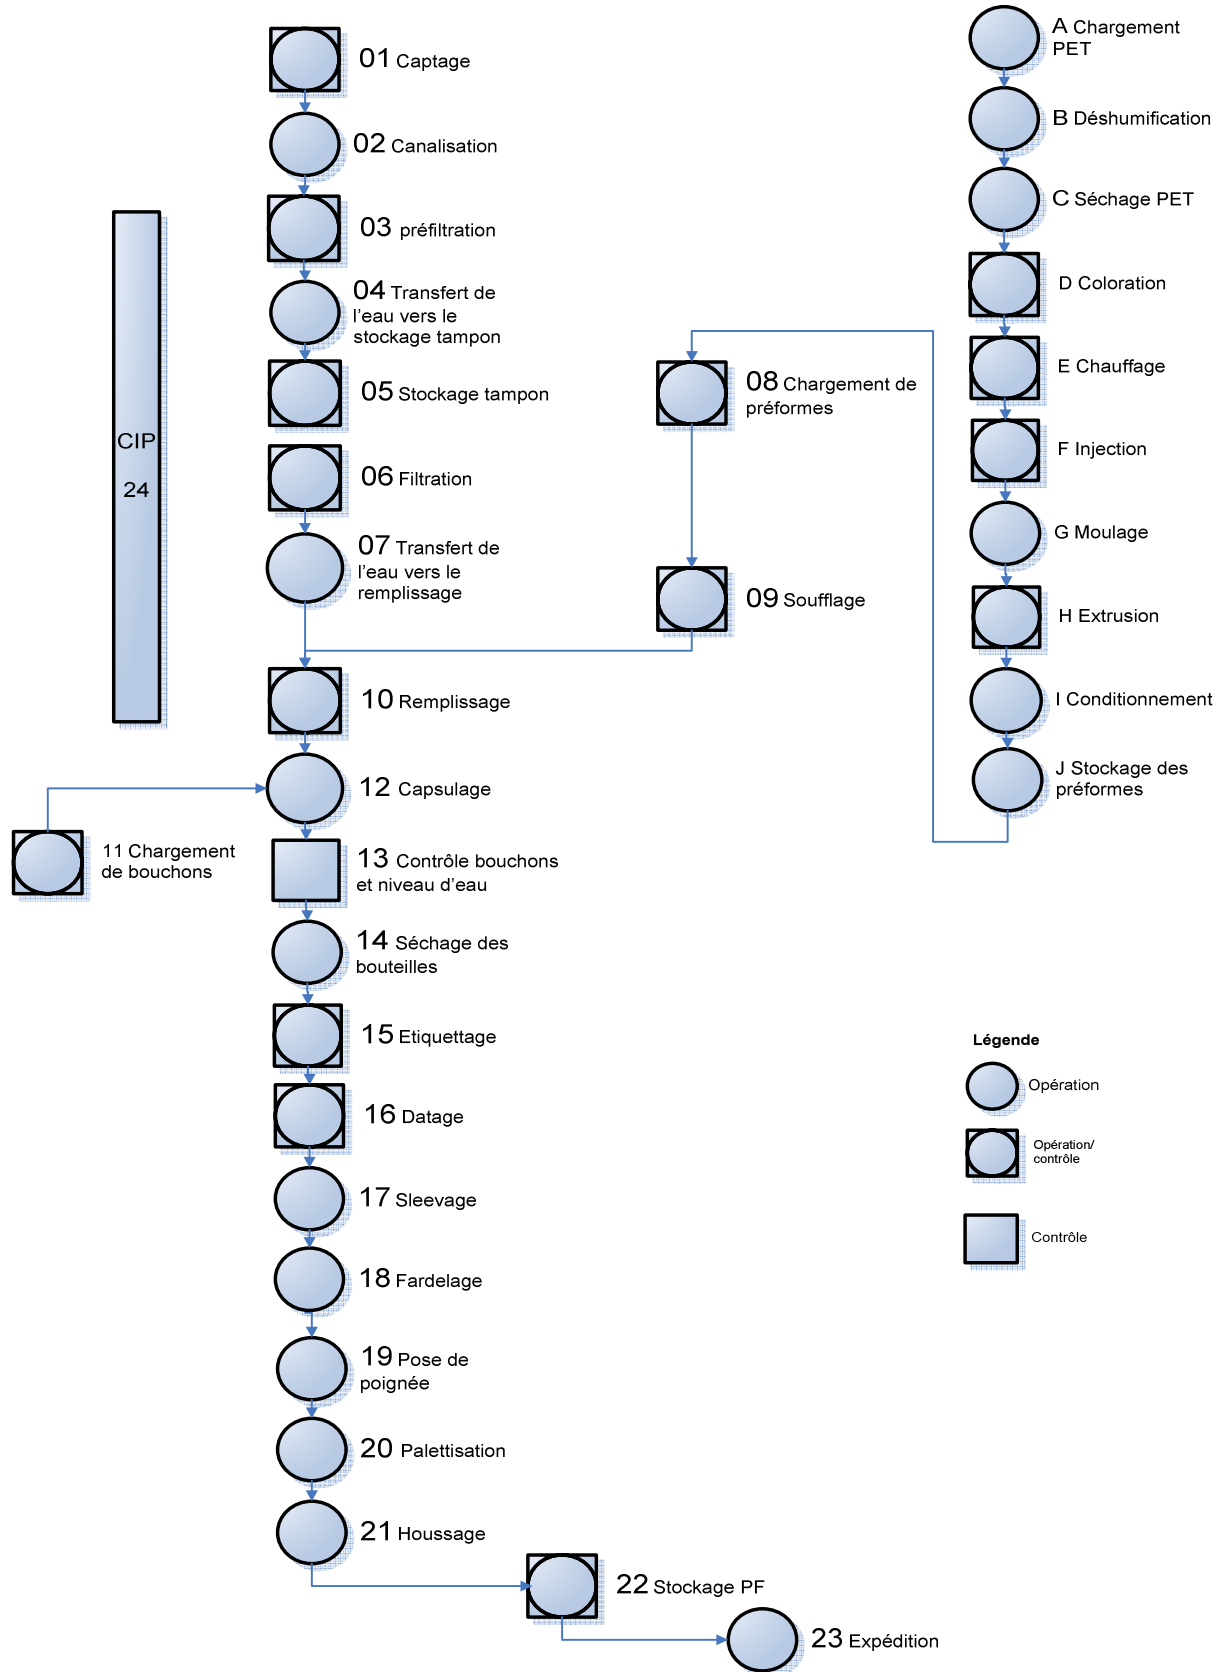 01 Captage
02 Canalisation
03 préfiltration
04 Transfert de
l'eau vers le
stockage tampon
05 Stockage tampon
06 Filtration
07 Transfert de
l'eau vers le
remplissage
CIP
24
08 Chargement de
préformes
09 Soufflage
10 Remplissage
12 Capsulage
11 Chargement
de bouchons
13 Contrôle bouchons
et niveau d'eau
14 Séchage des
bouteilles
15 Etiquettage
16 Datage
17 Sleevage
18 Fardelage
19 Pose de
poignée
20 Palettisation
21 Houssage
22 Stockage PF
23 Expédition
A Chargement
PET
B Déshumification
C Séchage PET
D Coloration
E Chauffage
F Injection
G Moulage
H Extrusion
I Conditionnement
J Stockage des
préformes
Légende
Opération
Opération/
contrôle
Contrôle